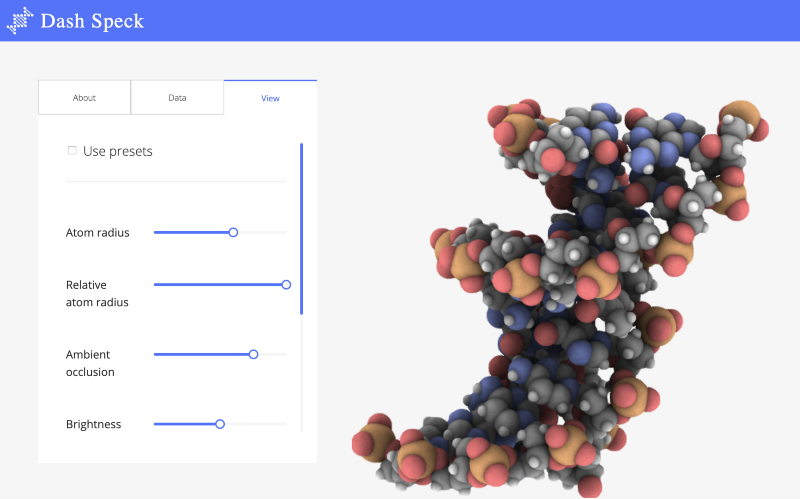 Dash Speck
About
Data
View
Use presets
Atom radius
Relative
atom radius
Ambient
occlusion
Brightness